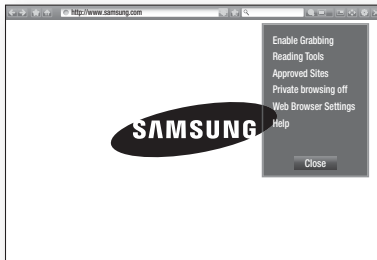 http://www.samsung.com
Enable Grabbing
Reading Tools
Approved Sites
Private browsing off
Web Browser Settings
Help
Close
SAMSUNG